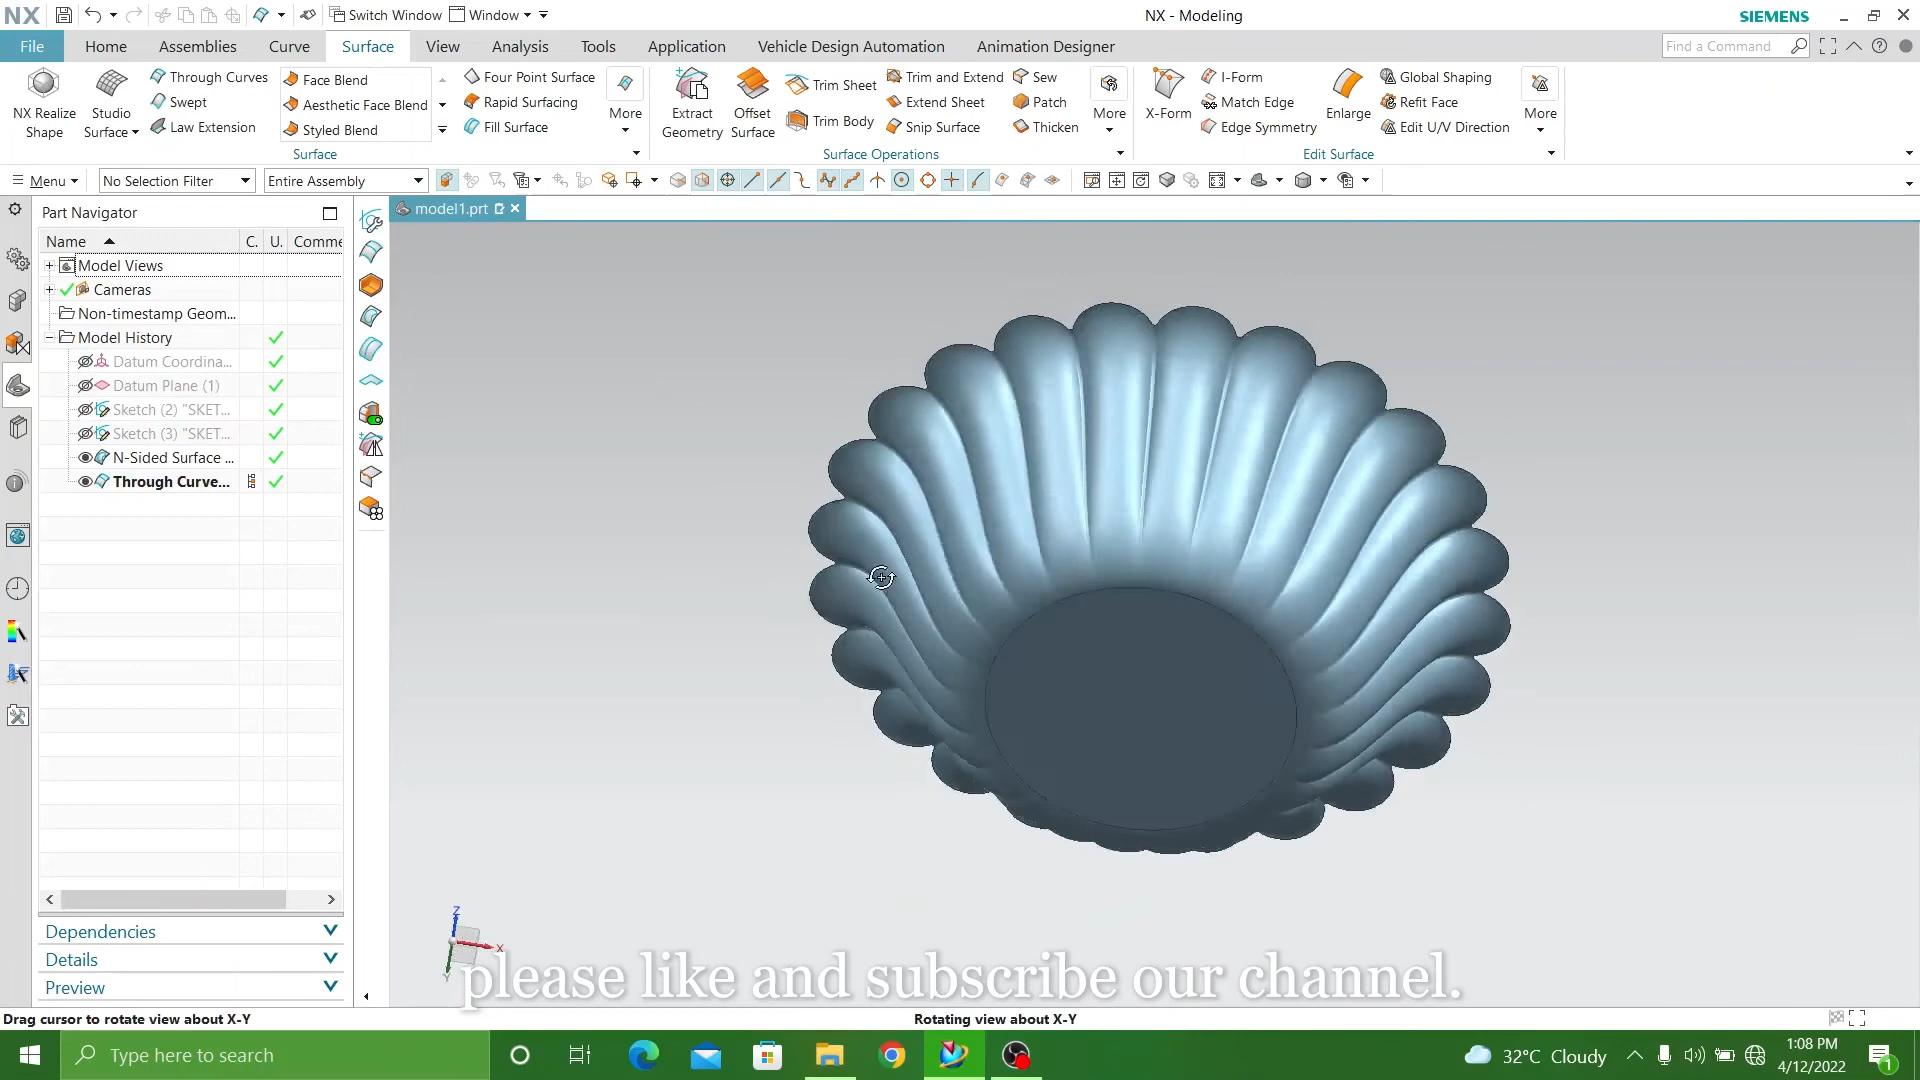 NX
Switch Window
Window
NX - Modeling
SIEMENS
File
Home
Assemblies
Curve
Surface
View
Analysis
Tools
Application
Vehicle Design Automation
Animation Designer
Find a Command
NX Realize
Shape
Studio
Surface
Through Curves
Swept
Law Extension
Face Blend
Aesthetic Face Blend
Styled Blend
Four Point Surface
Rapid Surfacing
Fill Surface
More
Surface
Extract
Geometry
Offset
Surface
Trim Sheet
Trim Body
Trim and Extend
Extend Sheet
Snip Surface
Sew
Patch
Thicken
More
Surface Operations
X-Form
I-Form
Match Edge
Edge Symmetry
Enlarge
Global Shaping
Refit Face
Edit U/V Direction
More
Edit Surface
Menu
No Selection Filter
Entire Assembly
Part Navigator
model1.prt
Name
C.
U.
Comme
Model Views
Cameras
Non-timestamp Geom...
Model History
Datum Coordina...
Datum Plane (1)
Sketch (2) "SKET...
Sketch (3) "SKET...
N-Sided Surface ...
Through Curve...
Dependencies
Details
Preview
Z
X
Y
please like and subscribe our channel.
Drag cursor to rotate view about X-Y
Rotating view about X-Y
Type here to search
32°C Cloudy
1:08 PM
4/12/2022
1